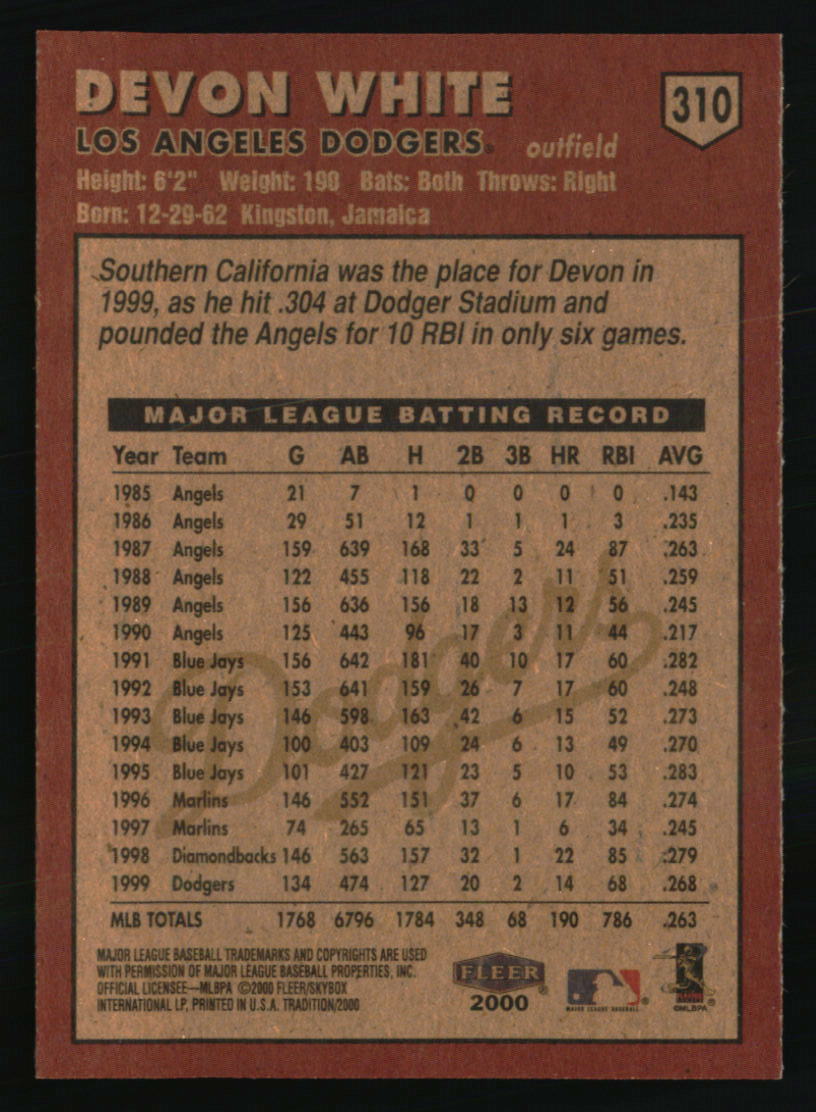 DEVON WHITE
310
LOS ANGELES DODGERS® outfield
Height: 6'2" Weight: 190 Bats: Both Throws: Right
Born: 12-29-62 Kingston, Jamaica
Southern California was the place for Devon in
1999, as he hit .304 at Dodger Stadium and
pounded the Angels for 10 RBI in only six games.
MAJOR LEAGUE BATTING RECORD
Year Team G AB H 2B 3B HR RBI AVG
1985 Angels 21 7 1 0 0 0 0 .143
1986 Angels 29 51 12 1 1 1 3 .235
1987 Angels 159 639 168 33 5 24 87 .263
1988 Angels 122 455 118 22 2 11 51 .259
1989 Angels 156 636 156 18 13 12 56 .245
1990 Angels 125 443 96 17 3 11 44 .217
1991 Blue Jays 156 642 181 40 10 17 60 .282
1992 Blue Jays 153 641 159 26 7 17 60 .248
1993 Blue Jays 146 598 163 42 6 15 52 .273
1994 Blue Jays 100 403 109 24 6 13 49 .270
1995 Blue Jays 101 427 121 23 5 10 53 .283
1996 Marlins 146 552 151 37 6 17 84 .274
1997 Marlins 74 265 65 13 1 6 34 .245
1998 Diamondbacks 146 563 157 32 1 22 85 .279
1999 Dodgers 134 474 127 20 2 14 68 .268
MLB TOTALS 1768 6796 1784 348 68 190 786 .263
Dodgers
MAJOR LEAGUE BASEBALL TRADEMARKS AND COPYRIGHTS ARE USED
WITH PERMISSION OF MAJOR LEAGUE BASEBALL PROPERTIES, INC.
OFFICIAL LICENSEE—MLBPA ©2000 FLEER/SKYBOX
INTERNATIONAL LP, PRINTED IN U.S.A. TRADITION/2000
FLEER®
2000
MAJOR LEAGUE BASEBALL®
©MLBPA